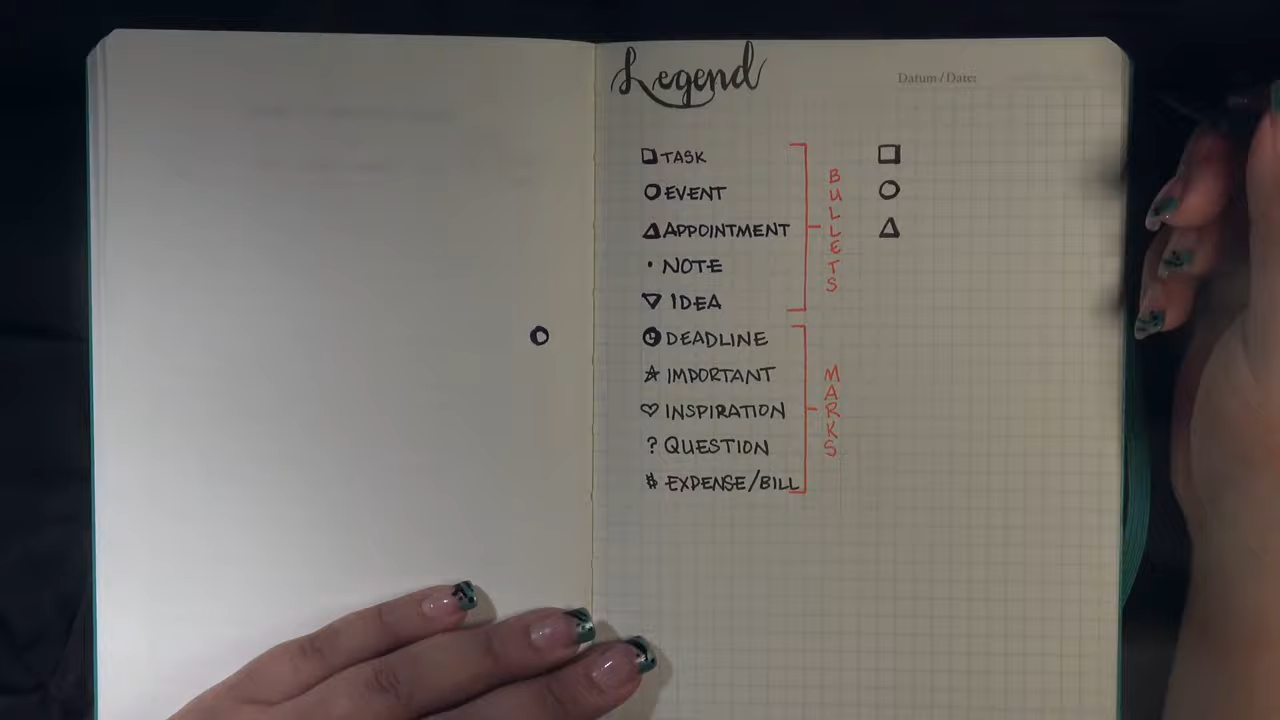 Legend
Datum / Date:
TASK
EVENT
APPOINTMENT
NOTE
IDEA
BULLETS
DEADLINE
IMPORTANT
INSPIRATION
? QUESTION
$ EXPENSE/BILL
MARKS